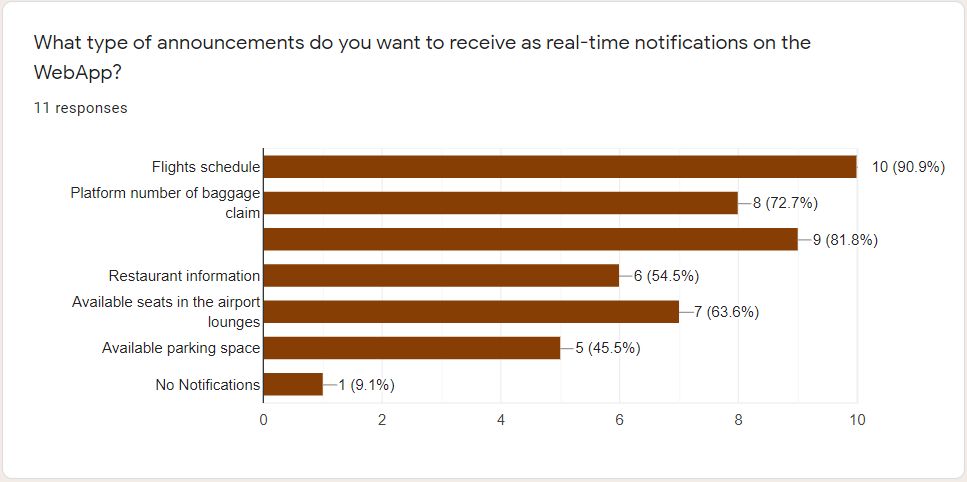 What type of announcements do you want to receive as real-time notifications on the
WebApp?
11 responses
Flights schedule
10 (90.9%)
Platform number of baggage
claim
8 (72.7%)
9 (81.8%)
Restaurant information
6 (54.5%)
Available seats in the airport
lounges
7 (63.6%)
Available parking space
5 (45.5%)
No Notifications
1 (9.1%)
0 2 4 6 8 10